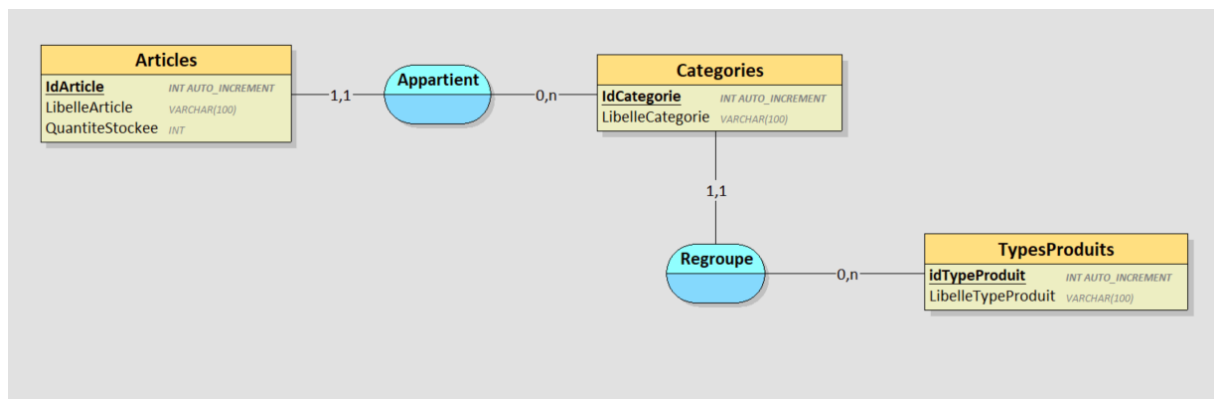 Articles
IdArticle INT AUTO_INCREMENT
LibelleArticle VARCHAR(100)
QuantiteStockee INT
1,1
Appartient
0,n
Categories
IdCategorie INT AUTO_INCREMENT
LibelleCategorie VARCHAR(100)
1,1
Regroupe
0,n
TypesProduits
idTypeProduit INT AUTO_INCREMENT
LibelleTypeProduit VARCHAR(100)